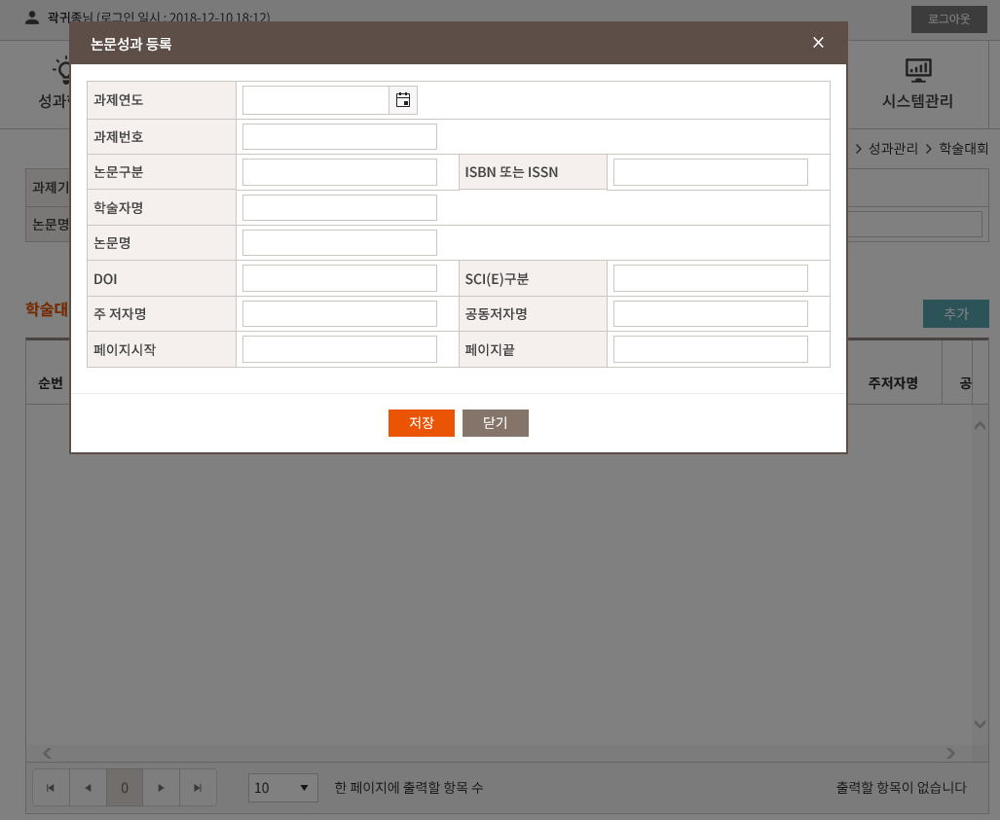 곽귀종님 (로그인 일시 : 2018-12-10 18:12)
로그아웃
논문성과 등록
성과
시스템관리
성과관리 > 학술대회
과제연도
과제번호
논문구분 ISBN 또는 ISSN
학술자명
논문명
DOI SCI(E)구분
주 저자명 공동저자명
페이지시작 페이지끝
저장 닫기
과제기
논문명
학술대
추가
순번 주저자명 공
0
10 한 페이지에 출력할 항목 수
출력할 항목이 없습니다